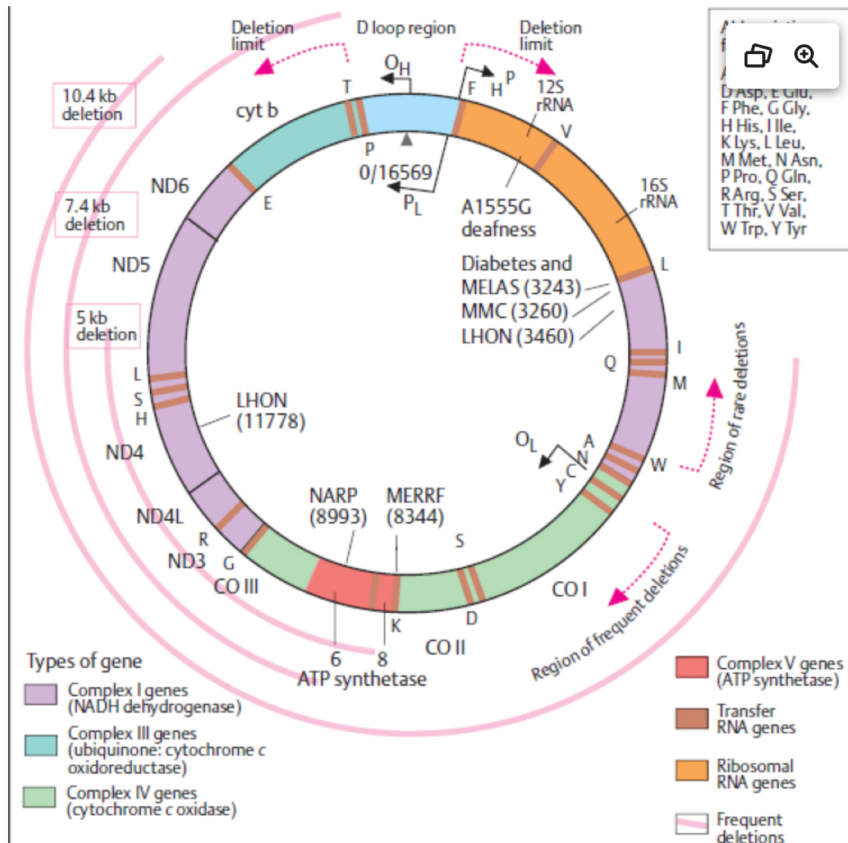 Deletion
limit
D loop region
Deletion
limit
OH
T
F
H
P
12S
rRNA
V
P
0/16569
PL
cyt b
E
10.4 kb
deletion
ND6
7.4 kb
deletion
ND5
5 kb
deletion
A1555G
deafness
16S
rRNA
L
Diabetes and
MELAS (3243)
MMC (3260)
LHON (3460)
I
Q
M
D Asp, E Glu,
F Phe, G Gly,
H His, I Ile,
K Lys, L Leu,
M Met, N Asn,
P Pro, Q Gln,
R Arg, S Ser,
T Thr, V Val,
W Trp, Y Tyr
L
S
H
LHON
(11778)
ND4
OL
A
N
C
Y
W
Region of rare deletions
ND4L
R
ND3
G
CO III
NARP
(8993)
MERRF
(8344)
S
D
CO I
Region of frequent deletions
K
CO II
6
8
ATP synthetase
Types of gene
Complex I genes
(NADH dehydrogenase)
Complex III genes
(ubiquinone: cytochrome c
oxidoreductase)
Complex IV genes
(cytochrome c oxidase)
Complex V genes
(ATP synthetase)
Transfer
RNA genes
Ribosomal
RNA genes
Frequent
deletions